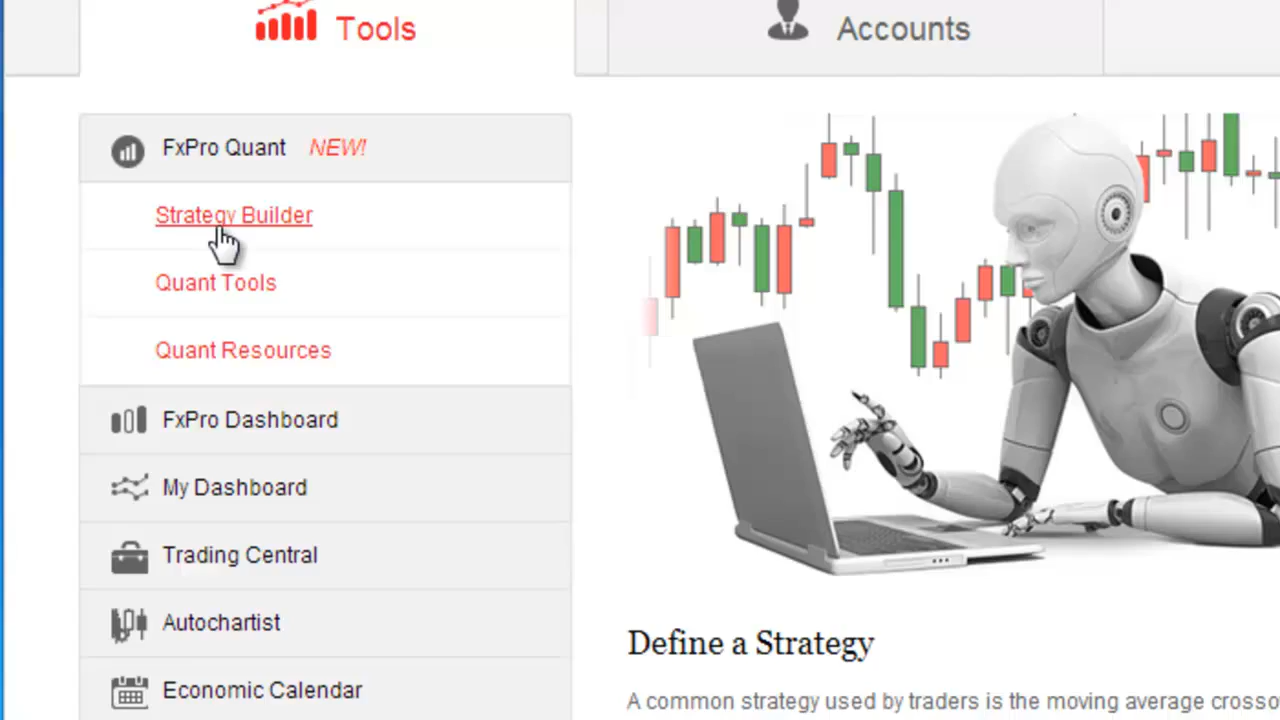 Tools
Accounts
FxPro Quant NEW!
Strategy Builder
Quant Tools
Quant Resources
FxPro Dashboard
My Dashboard
Trading Central
Autochartist
Economic Calendar
Define a Strategy
A common strategy used by traders is the moving average crosso